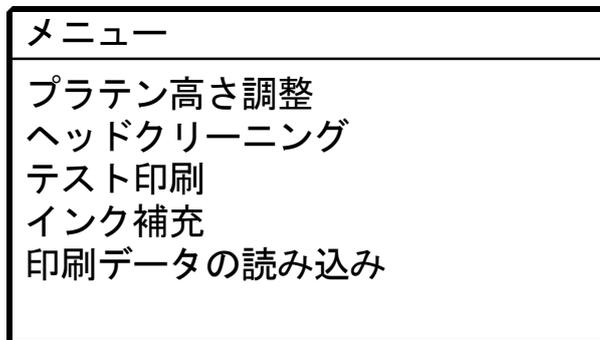 メニュー
プラテン高さ調整
ヘッドクリーニング
テスト印刷
インク補充
印刷データの読み込み